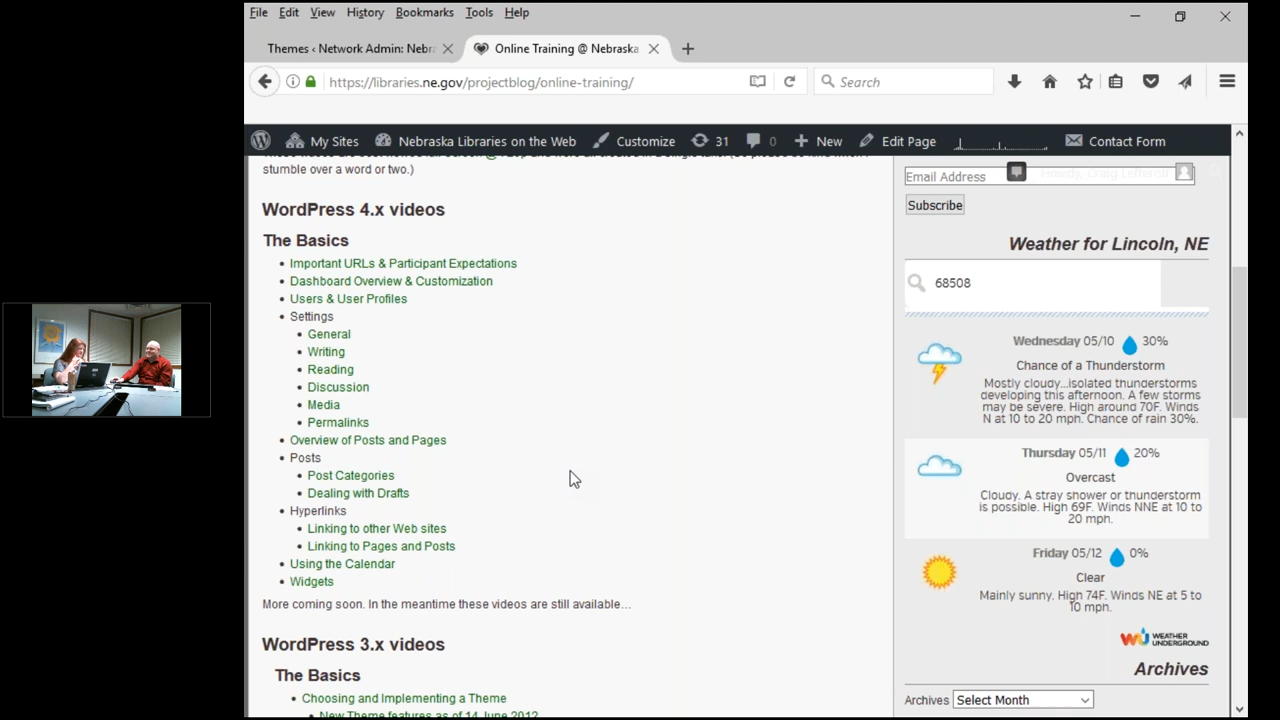 File Edit View History Bookmarks Tools Help
Themes ‹ Network Admin: Nebra
Online Training @ Nebraska
https://libraries.ne.gov/projectblog/online-training/
Search
My Sites Nebraska Libraries on the Web Customize 31 0 New Edit Page Contact Form
stumble over a word or two.)
WordPress 4.x videos
The Basics
Important URLs & Participant Expectations
Dashboard Overview & Customization
Users & User Profiles
Settings
General
Writing
Reading
Discussion
Media
Permalinks
Overview of Posts and Pages
Posts
Post Categories
Dealing with Drafts
Hyperlinks
Linking to other Web sites
Linking to Pages and Posts
Using the Calendar
Widgets
More coming soon. In the meantime these videos are still available...
WordPress 3.x videos
The Basics
Choosing and Implementing a Theme
New Theme features as of 14 June 2012
Email Address
Subscribe
Weather for Lincoln, NE
68508
Wednesday 05/10 30%
Chance of a Thunderstorm
Mostly cloudy...isolated thunderstorms
developing this afternoon. A few storms
may be severe. High around 70F. Winds
N at 10 to 20 mph. Chance of rain 30%.
Thursday 05/11 20%
Overcast
Cloudy. A stray shower or thunderstorm
is possible. High 69F. Winds NNE at 10 to
20 mph.
Friday 05/12 0%
Clear
Mainly sunny. High 74F. Winds NE at 5 to
10 mph.
WEATHER
UNDERGROUND
Archives
Archives Select Month